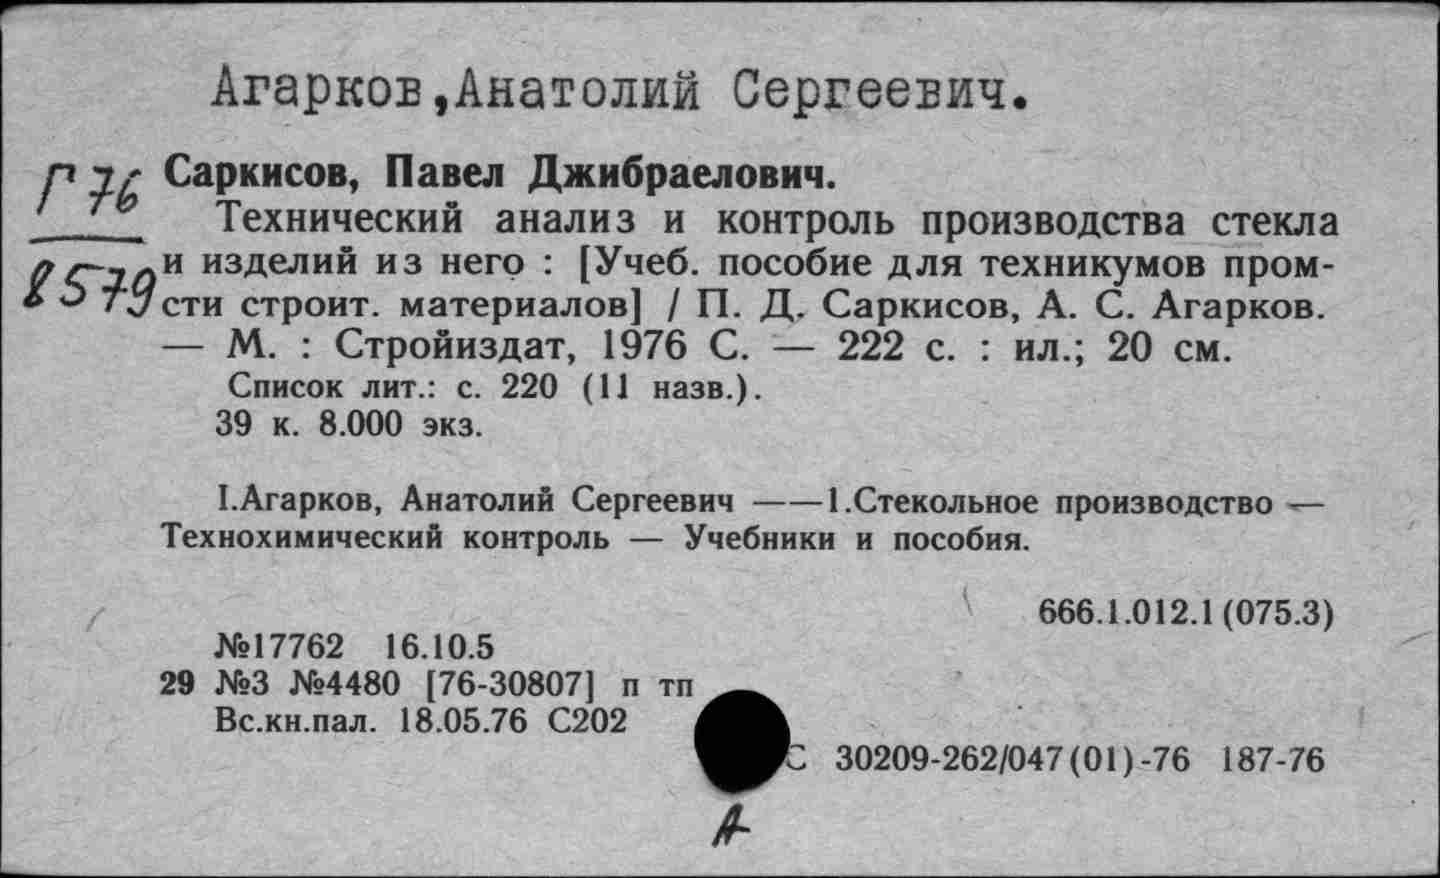 Агарков,Анатолий Сергеевич.
Г 76
8579
Саркисов, Павел Джибраелович.
Технический анализ и контроль производства стекла
и изделий из него : [Учеб. пособие для техникумов пром-
сти строит. материалов] / П. Д. Саркисов, А. С. Агарков.
— М. : Стройиздат, 1976 С. — 222 с. : ил.; 20 см.
Список лит.: с. 220 (11 назв.).
39 к. 8.000 экз.
I.Агарков, Анатолий Сергеевич ——1.Стекольное производство —
Технохимический контроль — Учебники и пособия.
666.1.012.1(075.3)
№17762 16.10.5
29 №3 №4480 [76-30807] п тп
Вс.кн.пал. 18.05.76 С202
С 30209-262/047(01)-76 187-76
А